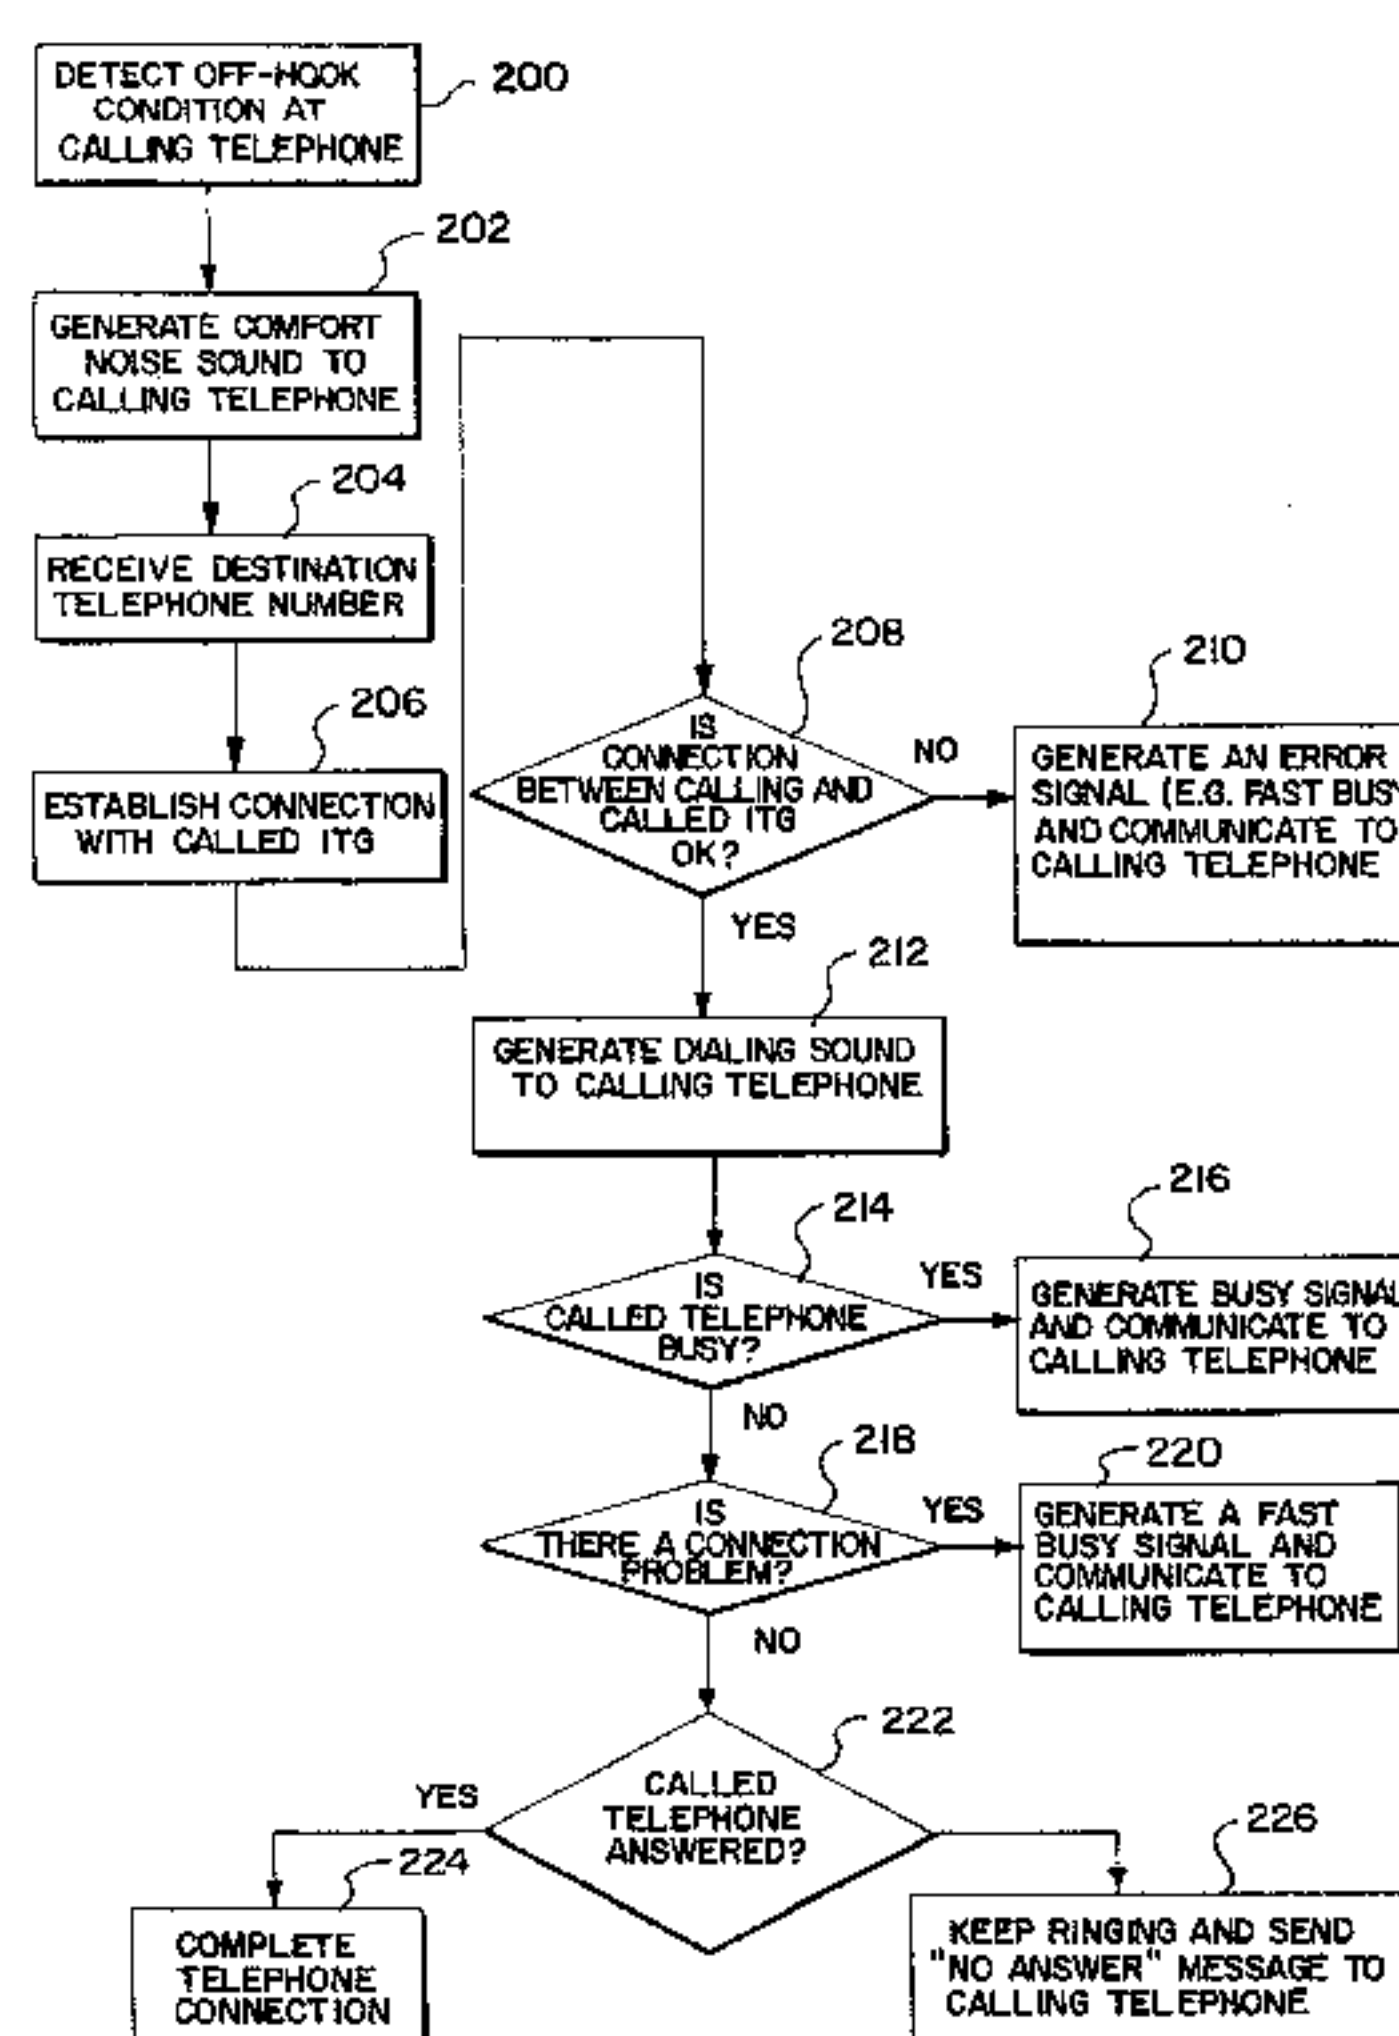 DETECT OFF-HOOK
CONDITION AT
CALLING TELEPHONE
200
202
GENERATE COMFORT
NOISE SOUND TO
CALLING TELEPHONE
204
RECEIVE DESTINATION
TELEPHONE NUMBER
206
ESTABLISH CONNECTION
WITH CALLED ITG
208
IS
CONNECTION
BETWEEN CALLING AND
CALLED ITG
OK?
NO
210
GENERATE AN ERROR
SIGNAL (E.G. FAST BUSY
AND COMMUNICATE TO
CALLING TELEPHONE
YES
212
GENERATE DIALING SOUND
TO CALLING TELEPHONE
214
IS
CALLED TELEPHONE
BUSY?
YES
216
GENERATE BUSY SIGNAL
AND COMMUNICATE TO
CALLING TELEPHONE
NO
218
IS
THERE A CONNECTION
PROBLEM?
YES
220
GENERATE A FAST
BUSY SIGNAL AND
COMMUNICATE TO
CALLING TELEPHONE
NO
222
CALLED
TELEPHONE
ANSWERED?
YES
224
COMPLETE
TELEPHONE
CONNECTION
226
KEEP RINGING AND SEND
"NO ANSWER" MESSAGE TO
CALLING TELEPHONE